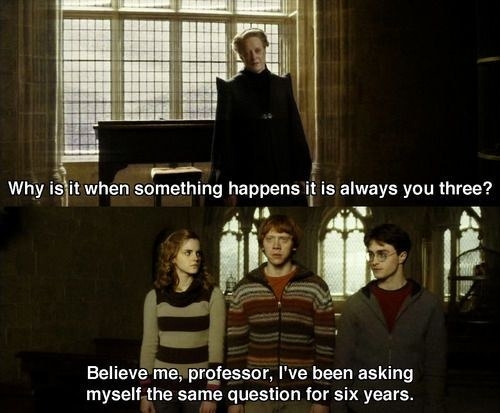 Why is it when something happens it is always you three?
Believe me, professor, I've been asking
myself the same question for six years.